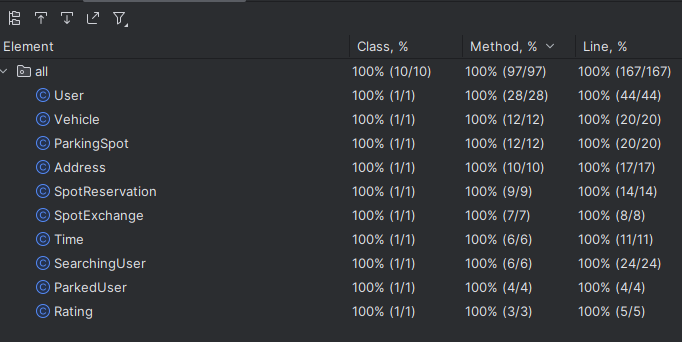 Element Class, % Method, % Line, %
all 100% (10/10) 100% (97/97) 100% (167/167)
User 100% (1/1) 100% (28/28) 100% (44/44)
Vehicle 100% (1/1) 100% (12/12) 100% (20/20)
ParkingSpot 100% (1/1) 100% (12/12) 100% (20/20)
Address 100% (1/1) 100% (10/10) 100% (17/17)
SpotReservation 100% (1/1) 100% (9/9) 100% (14/14)
SpotExchange 100% (1/1) 100% (7/7) 100% (8/8)
Time 100% (1/1) 100% (6/6) 100% (11/11)
SearchingUser 100% (1/1) 100% (6/6) 100% (24/24)
ParkedUser 100% (1/1) 100% (4/4) 100% (4/4)
Rating 100% (1/1) 100% (3/3) 100% (5/5)